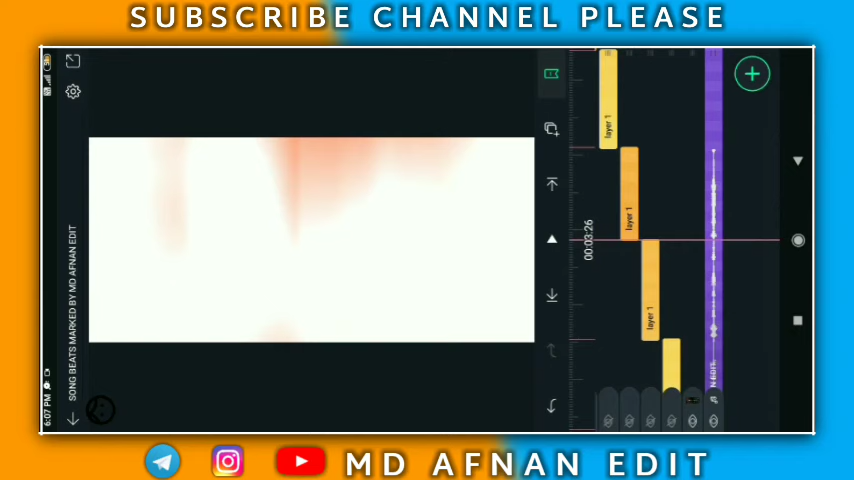 SUBSCRIBE CHANNEL PLEASE
6:07 PM
SONG BEATS MARKED BY MD AFNAN EDIT
00:03:26
layer 1
layer 1
layer 1
N EDIT
MD AFNAN EDIT